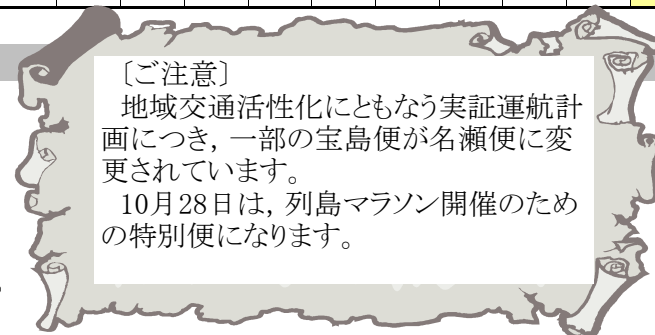 〔ご注意〕
地域交通活性化にともなう実証運航計
画につき，一部の宝島便が名瀬便に変
更されています。
10月28日は，列島マラソン開催のため
の特別便になります。